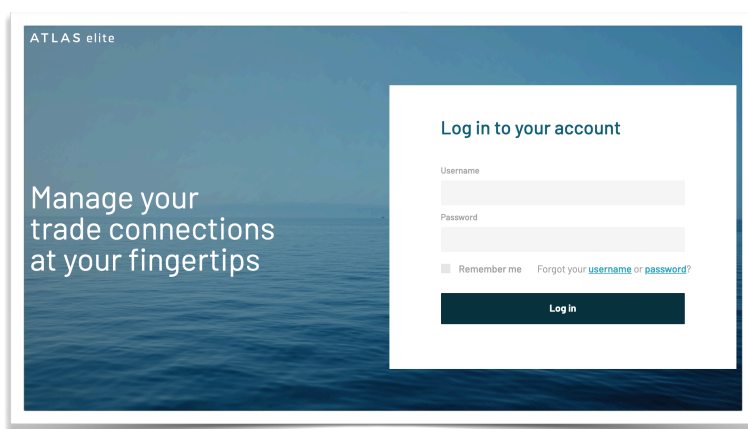 ATLAS elite
Manage your
trade connections
at your fingertips
Log in to your account
Username
Password
Remember me Forgot your username or password?
Log in